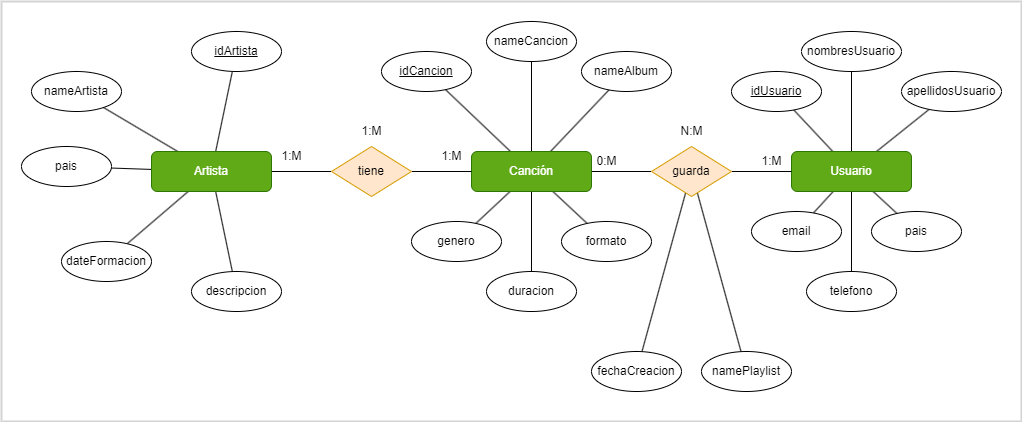 nombresUsuario
nameCancion
idArtista
idCancion
nameAlbum
nameArtista
idUsuario
apellidosUsuario
1:M
N:M
1:M
1:M
0:M
1:M
pais
Artista
tiene
Canción
guarda
Usuario
genero
formato
email
pais
dateFormacion
descripcion
duracion
telefono
fechaCreacion
namePlaylist